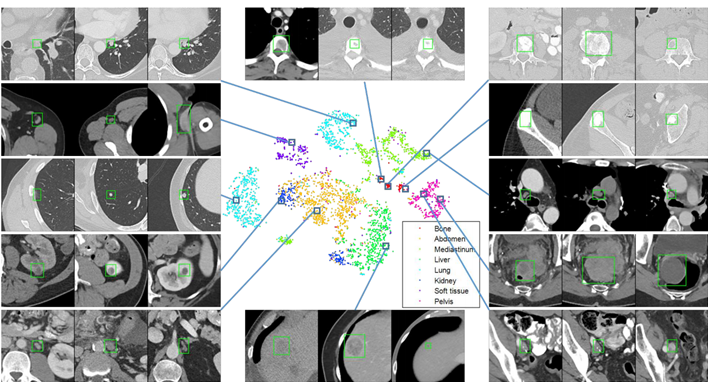 Bone
Abdomen
Mediastinum
Liver
Lung
Kidney
Soft tissue
Pelvis